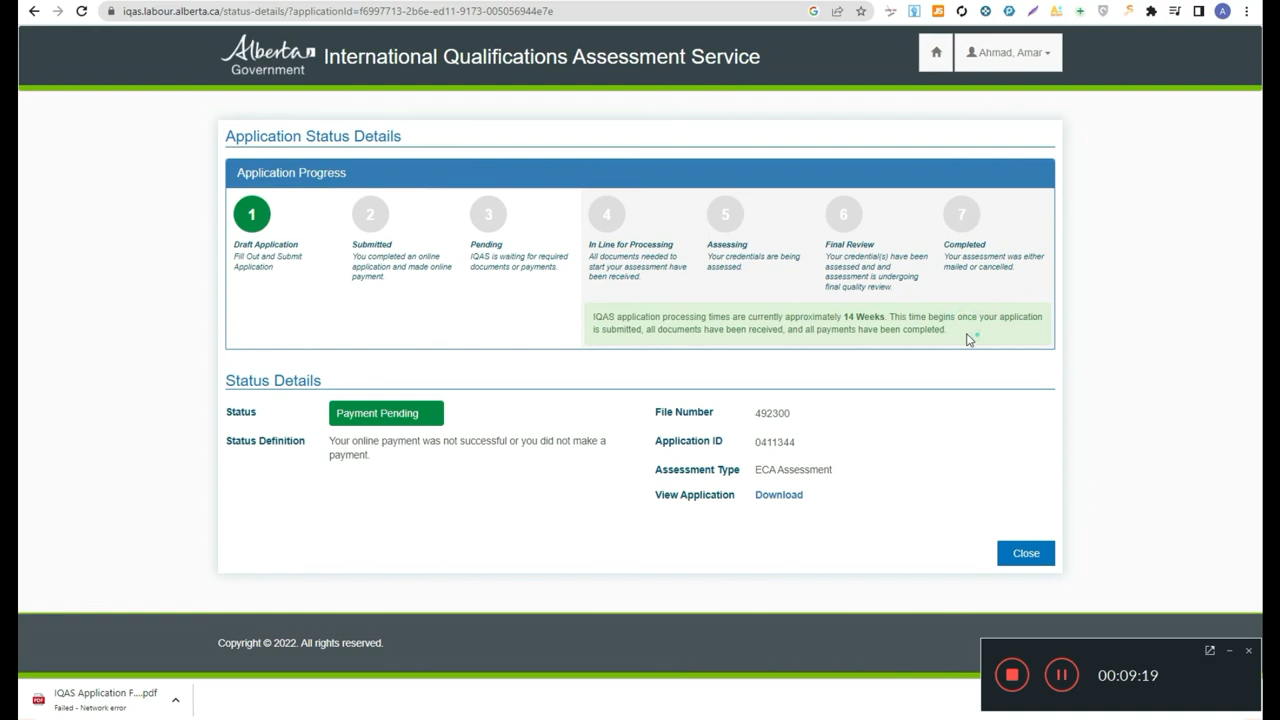 iqas.labour.alberta.ca/status-details/?applicationId=f6997713-2b6e-ed11-9173-005056944e7e
Alberta
Government
International Qualifications Assessment Service
Ahmad, Amar
Application Status Details
Application Progress
1
Draft Application
Fill Out and Submit
Application
2
Submitted
You completed an online
application and made online
payment.
3
Pending
IQAS is waiting for required
documents or payments.
4
In Line for Processing
All documents needed to
start your assessment have
been received.
5
Assessing
Your credentials are being
assessed.
6
Final Review
Your credential(s) have been
assessed and and
assessment is undergoing
final quality review.
7
Completed
Your assessment was either
mailed or cancelled.
IQAS application processing times are currently approximately 14 Weeks. This time begins once your application
is submitted, all documents have been received, and all payments have been completed.
Status Details
Status
Payment Pending
Status Definition
Your online payment was not successful or you did not make a
payment.
File Number
492300
Application ID
0411344
Assessment Type
ECA Assessment
View Application
Download
Close
Copyright © 2022. All rights reserved.
IQAS Application F....pdf
Failed - Network error
00:09:19